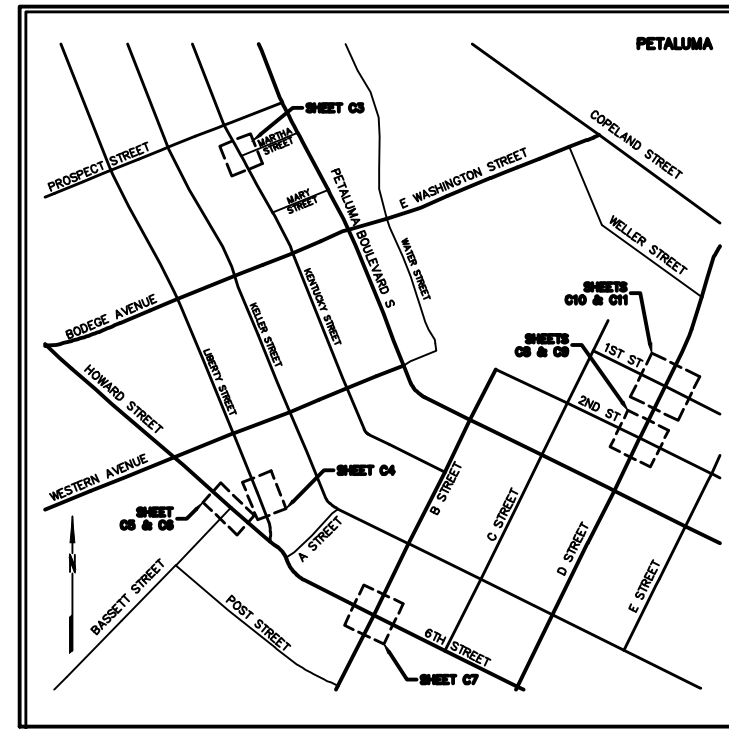 PETALUMA
SHEET C3
COPELAND STREET
MARTHA
STREET
PROSPECT STREET
E WASHINGTON STREET
MARY
STREET
PETALUMA BOULEVARD S
WATER STREET
WELLER STREET
SHEETS
C10 & C11
KENTUCKY STREET
KELLER STREET
BODEGE AVENUE
LIBERTY STREET
SHEETS
C8 & C9
1ST ST
HOWARD STREET
2ND ST
WESTERN AVENUE
SHEET C4
B STREET
C STREET
SHEET
C5 & C6
A STREET
D STREET
N
E STREET
BASSETT STREET
POST STREET
6TH STREET
SHEET C7